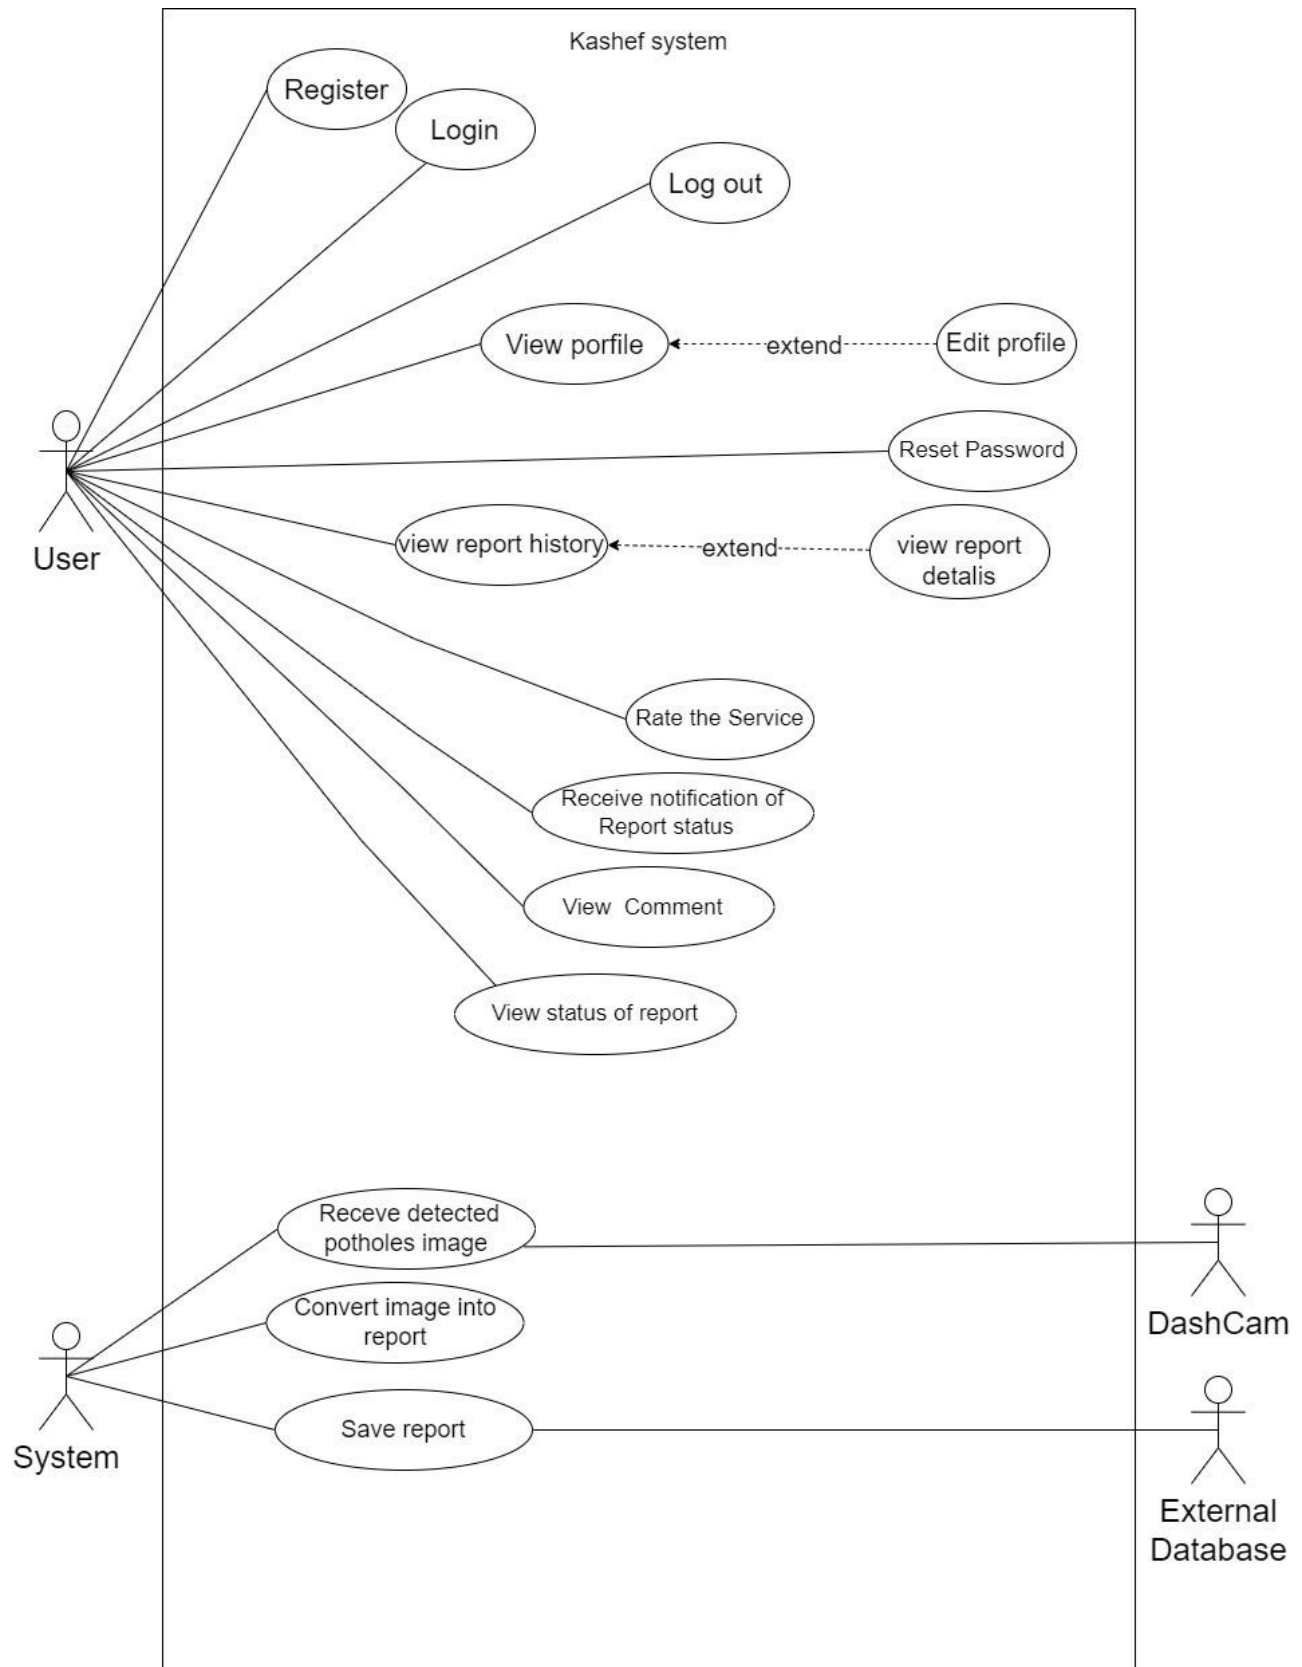 Kashef system
Register
Login
Log out
View porfile
extend
Edit profile
Reset Password
User
view report history
extend
view report
detalis
Rate the Service
Receive notification of
Report status
View  Comment
View status of report
Receve detected
potholes image
DashCam
Convert image into
report
System
Save report
External
Database